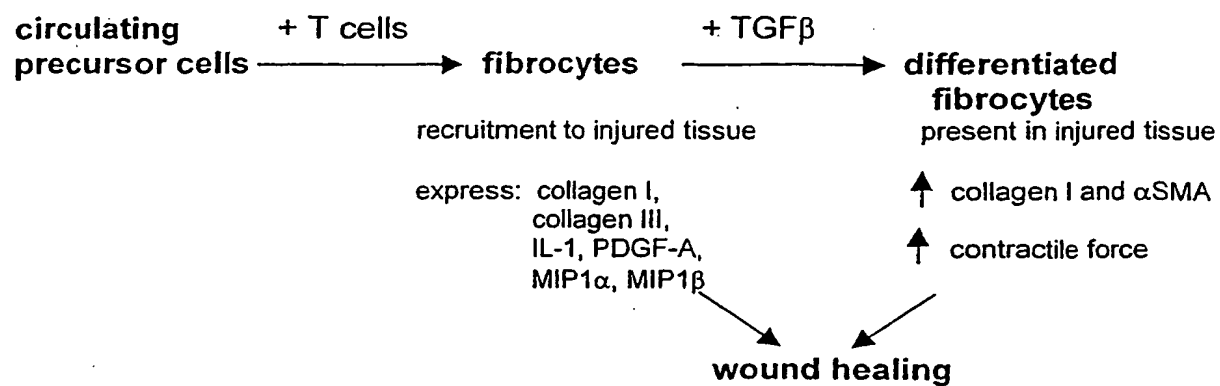 circulating + T cells + TGFβ
precursor cells fibrocytes differentiated
fibrocytes
recruitment to injured tissue present in injured tissue
express: collagen I, collagen I and αSMA
collagen III,
IL-1, PDGF-A, contractile force
MIP1α, MIP1β
wound healing